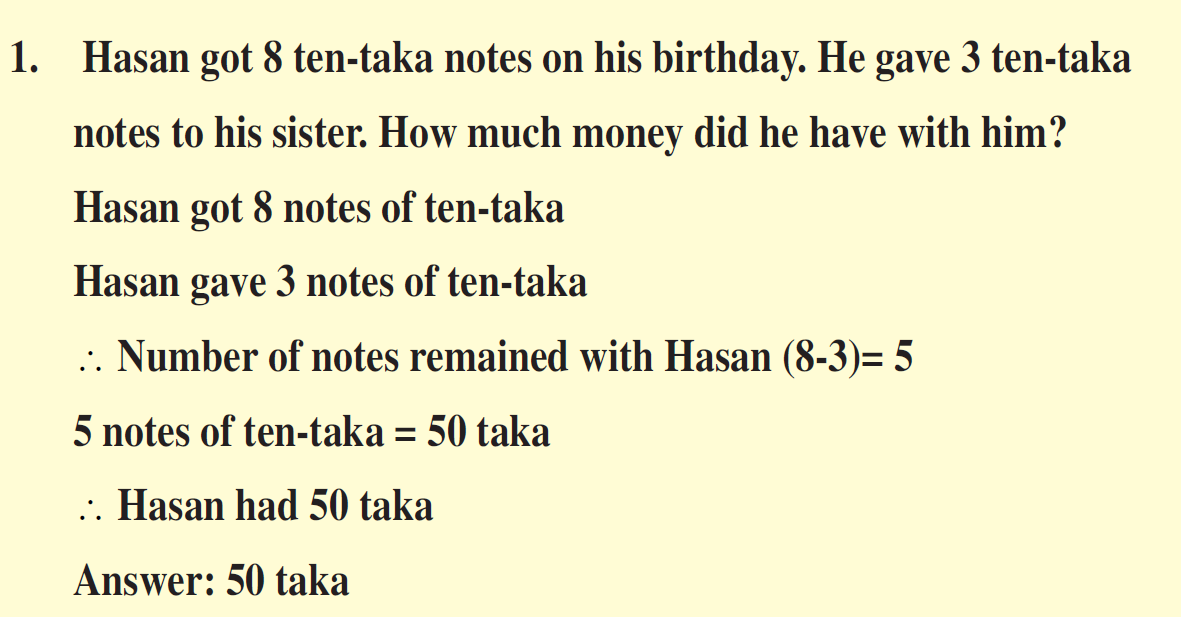 1. Hasan got 8 ten-taka notes on his birthday. He gave 3 ten-taka
notes to his sister. How much money did he have with him?
Hasan got 8 notes of ten-taka
Hasan gave 3 notes of ten-taka
∴ Number of notes remained with Hasan (8-3)= 5
5 notes of ten-taka = 50 taka
∴ Hasan had 50 taka
Answer: 50 taka